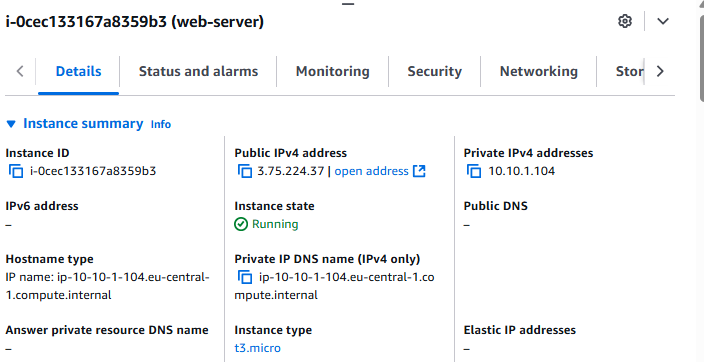 i-0cec133167a8359b3 (web-server)
Details
Status and alarms
Monitoring
Security
Networking
Stor
Instance summary Info
Instance ID
i-0cec133167a8359b3
Public IPv4 address
3.75.224.37 | open address
Private IPv4 addresses
10.10.1.104
IPv6 address
–
Instance state
Running
Public DNS
–
Hostname type
IP name: ip-10-10-1-104.eu-central-
1.compute.internal
Private IP DNS name (IPv4 only)
ip-10-10-1-104.eu-central-1.co
mpute.internal
Answer private resource DNS name
–
Instance type
t3.micro
Elastic IP addresses
–